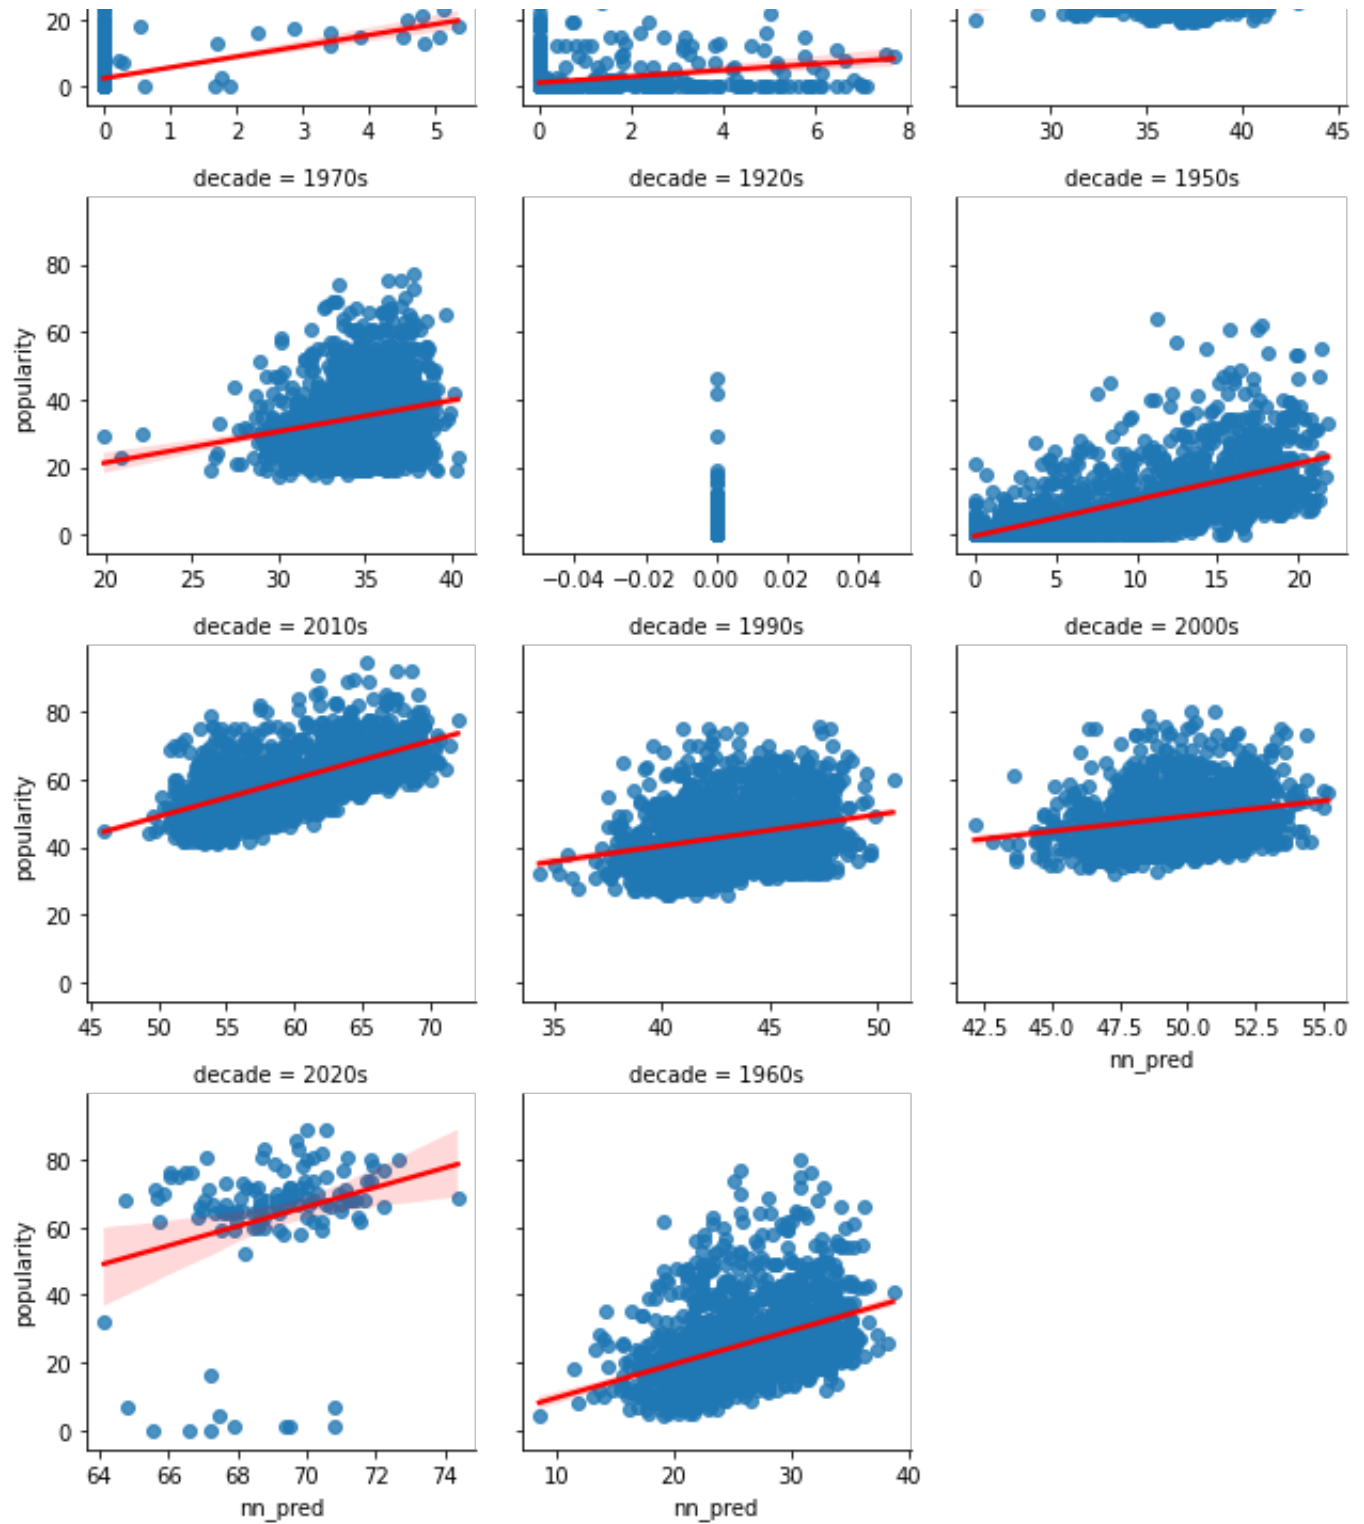 20
0
0 1 2 3 4 5
0 2 4 6 8
30 35 40 45
decade = 1970s
decade = 1920s
decade = 1950s
popularity
80
60
40
20
0
20 25 30 35 40
−0.04 −0.02 0.00 0.02 0.04
0 5 10 15 20
decade = 2010s
decade = 1990s
decade = 2000s
popularity
80
60
40
20
0
45 50 55 60 65 70
35 40 45 50
42.5 45.0 47.5 50.0 52.5 55.0
nn_pred
decade = 2020s
decade = 1960s
popularity
80
60
40
20
0
64 66 68 70 72 74
nn_pred
10 20 30 40
nn_pred